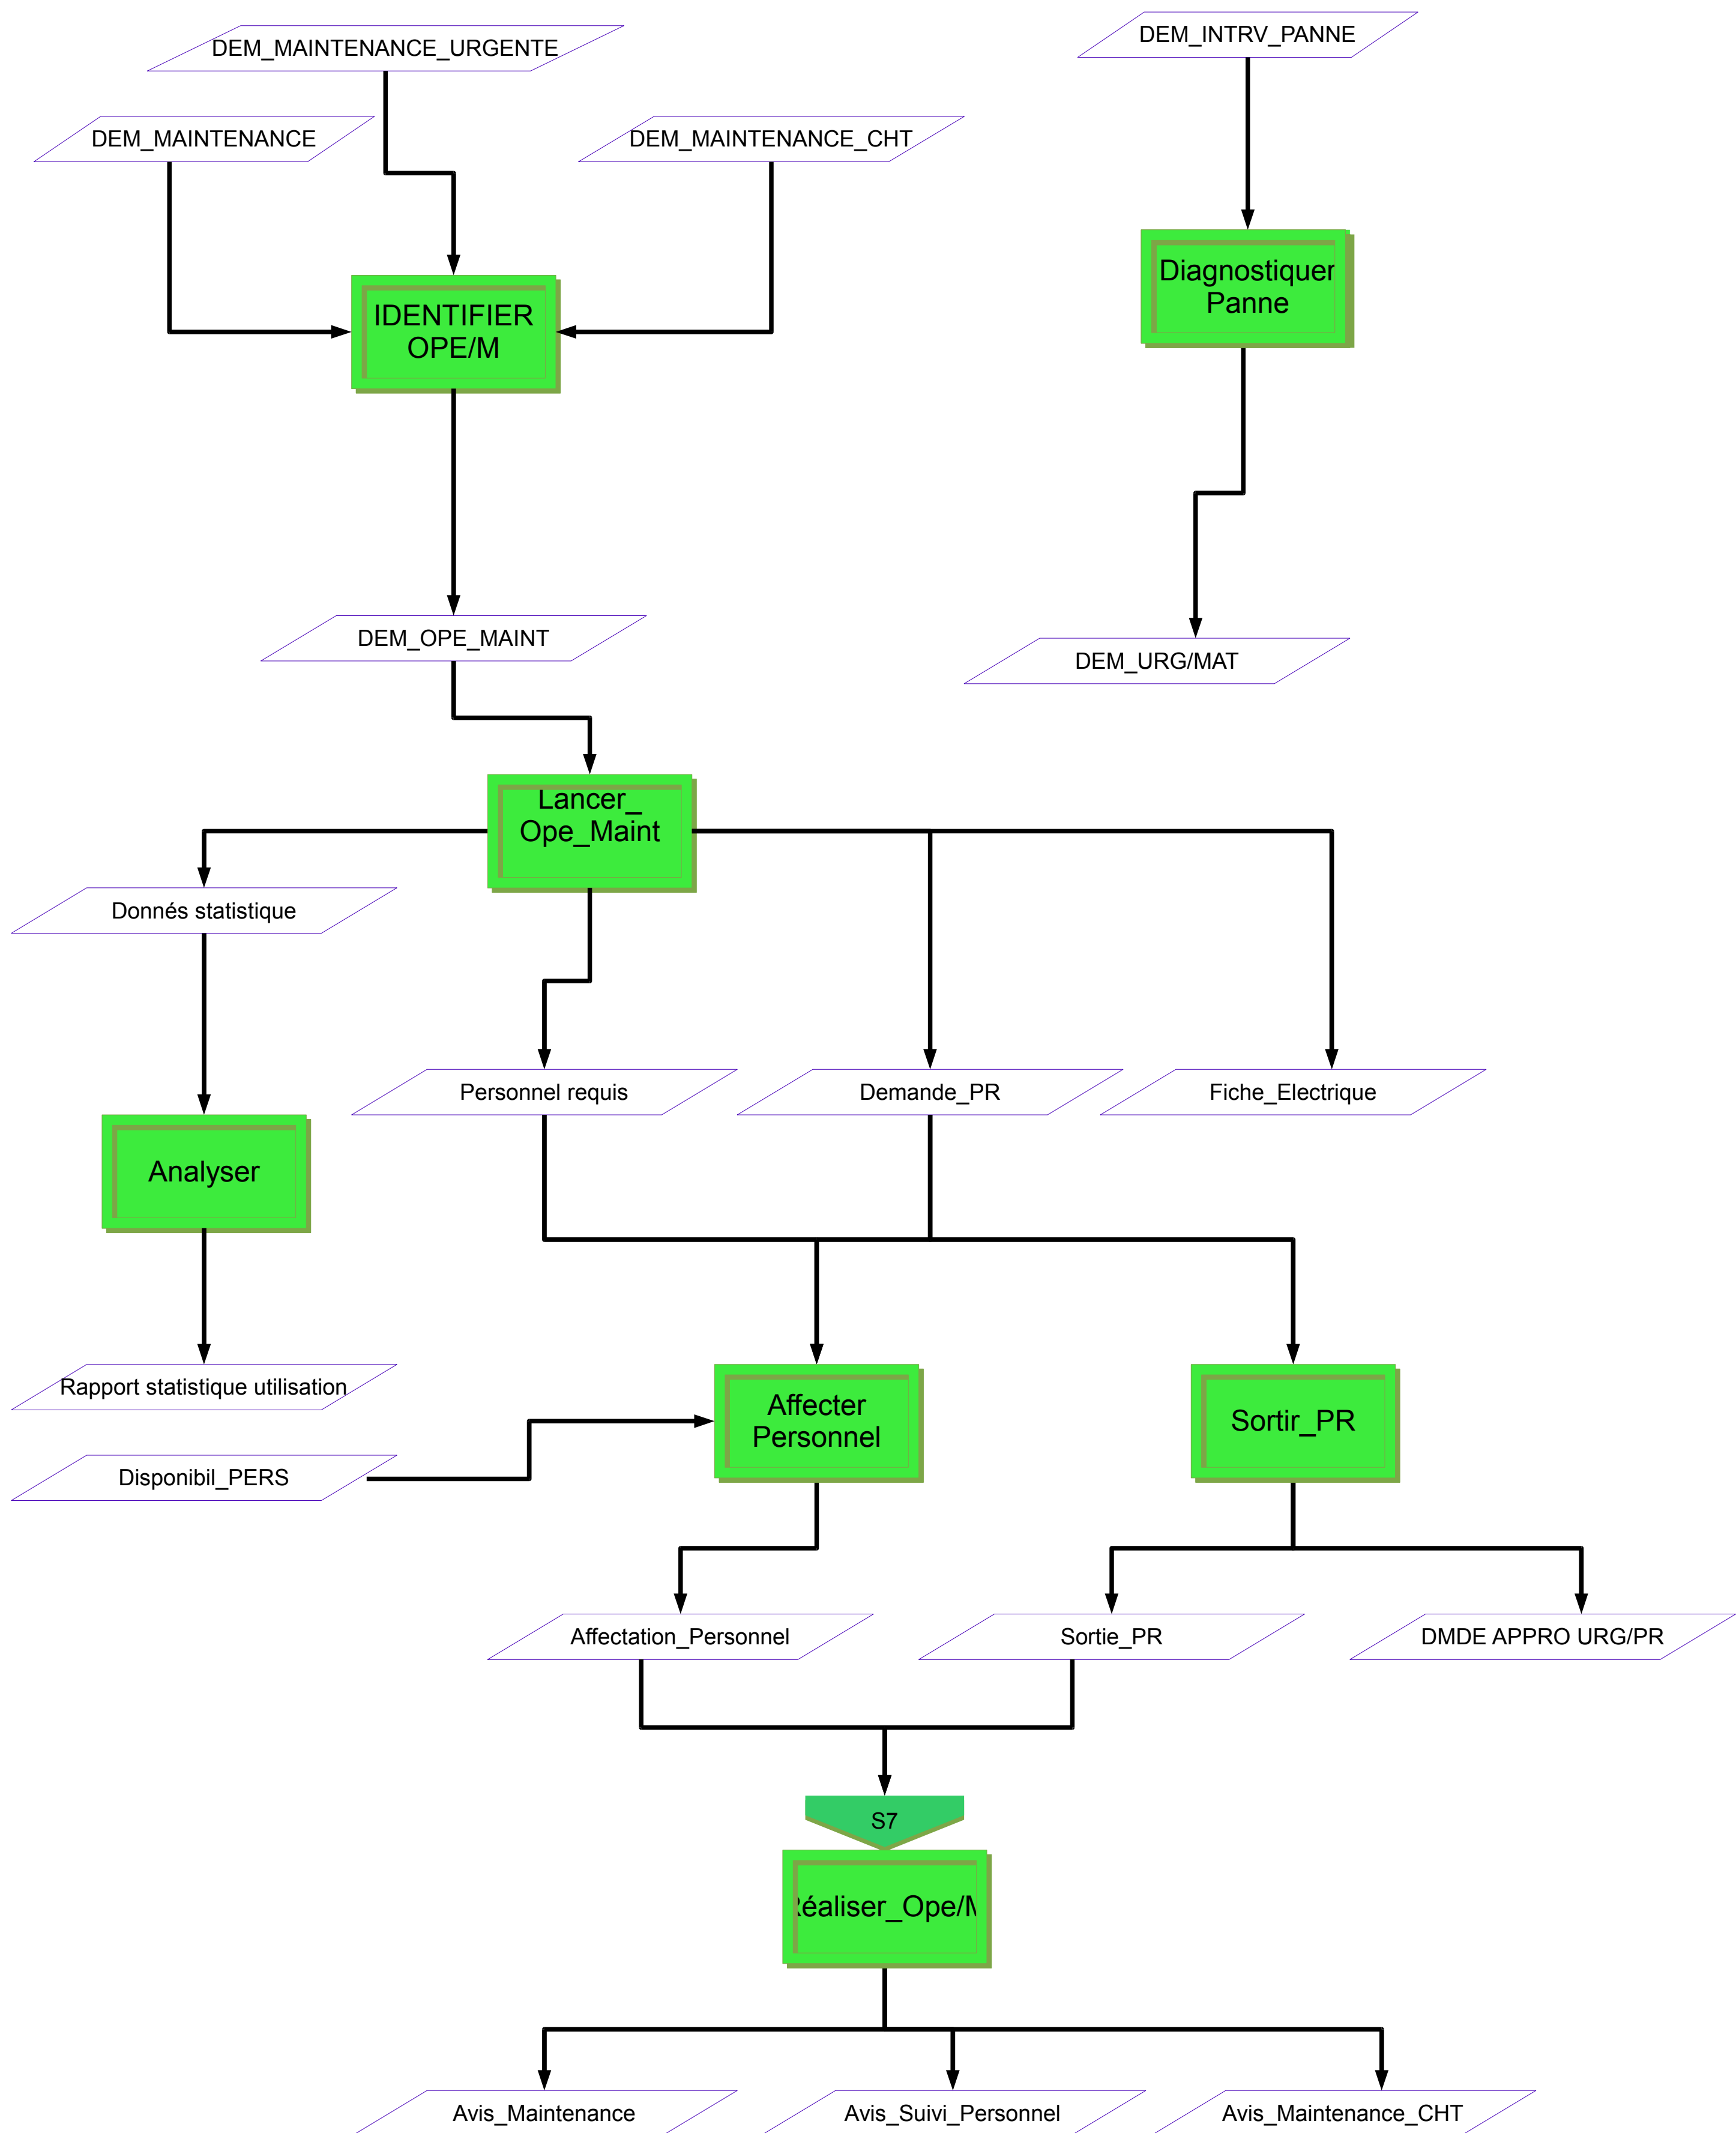 DEM_MAINTENANCE_URGENTE
DEM_INTRV_PANNE
DEM_MAINTENANCE
DEM_MAINTENANCE_CHT
Diagnostiquer
Panne
IDENTIFIER
OPE/M
DEM_OPE_MAINT
DEM_URG/MAT
Lancer_
Ope_Maint
Donnés statistique
Personnel requis
Demande_PR
Fiche_Electrique
Analyser
Rapport statistique utilisation
Affecter
Personnel
Sortir_PR
Disponibil_PERS
Affectation_Personnel
Sortie_PR
DMDE APPRO URG/PR
S7
Réaliser_Ope/M
Avis_Maintenance
Avis_Suivi_Personnel
Avis_Maintenance_CHT